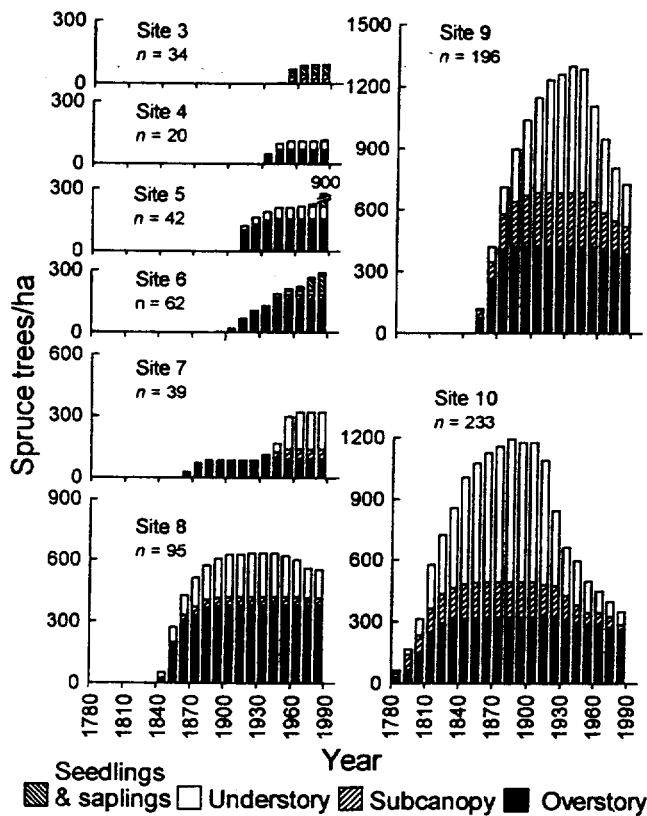 Spruce trees/ha
300
0
Site 3
n = 34
300
0
Site 4
n = 20
300
0
Site 5
n = 42
900
300
0
Site 6
n = 62
600
300
0
Site 7
n = 39
900
600
300
0
Site 8
n = 95
1780
1810
1840
1870
1900
1930
1960
1990
1500
1200
900
600
300
0
Site 9
n = 196
1200
900
600
300
0
Site 10
n = 233
1780
1810
1840
1870
1900
1930
1960
1990
Year
Seedlings
& saplings Understory Subcanopy Overstory